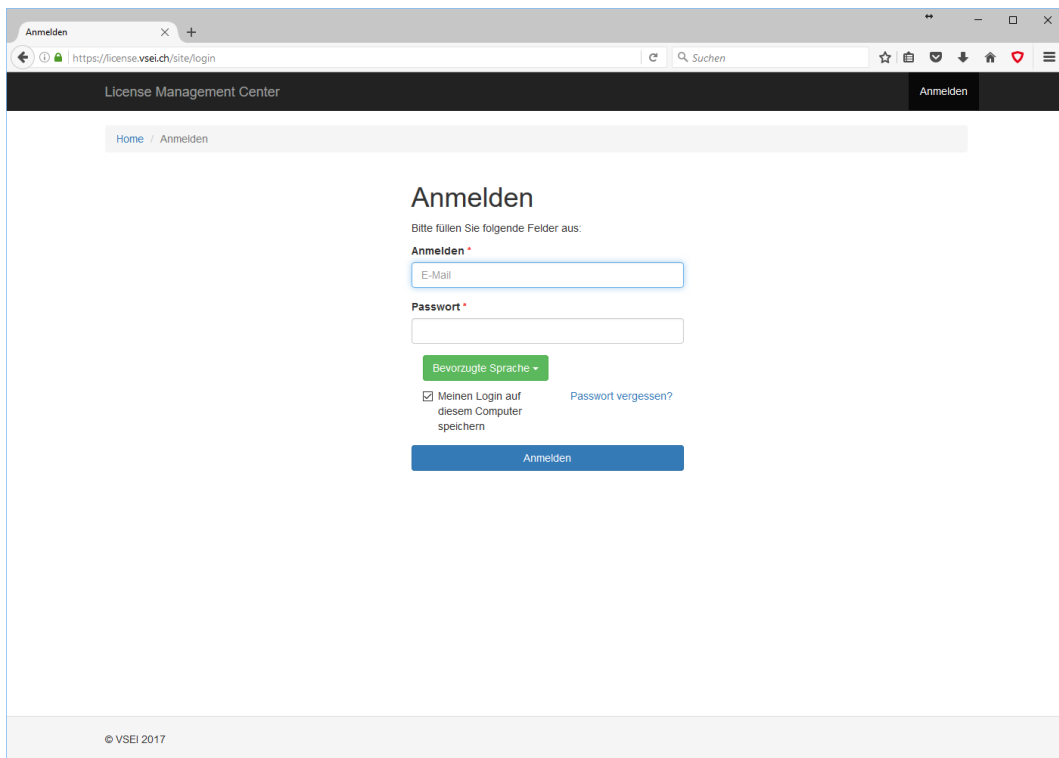 Anmelden
https://license.vsei.ch/site/login
Suchen
License Management Center
Anmelden
Home / Anmelden
Anmelden
Bitte füllen Sie folgende Felder aus:
Anmelden *
E-Mail
Passwort *
Bevorzugte Sprache
Meinen Login auf
diesem Computer
speichern
Passwort vergessen?
Anmelden
© VSEI 2017